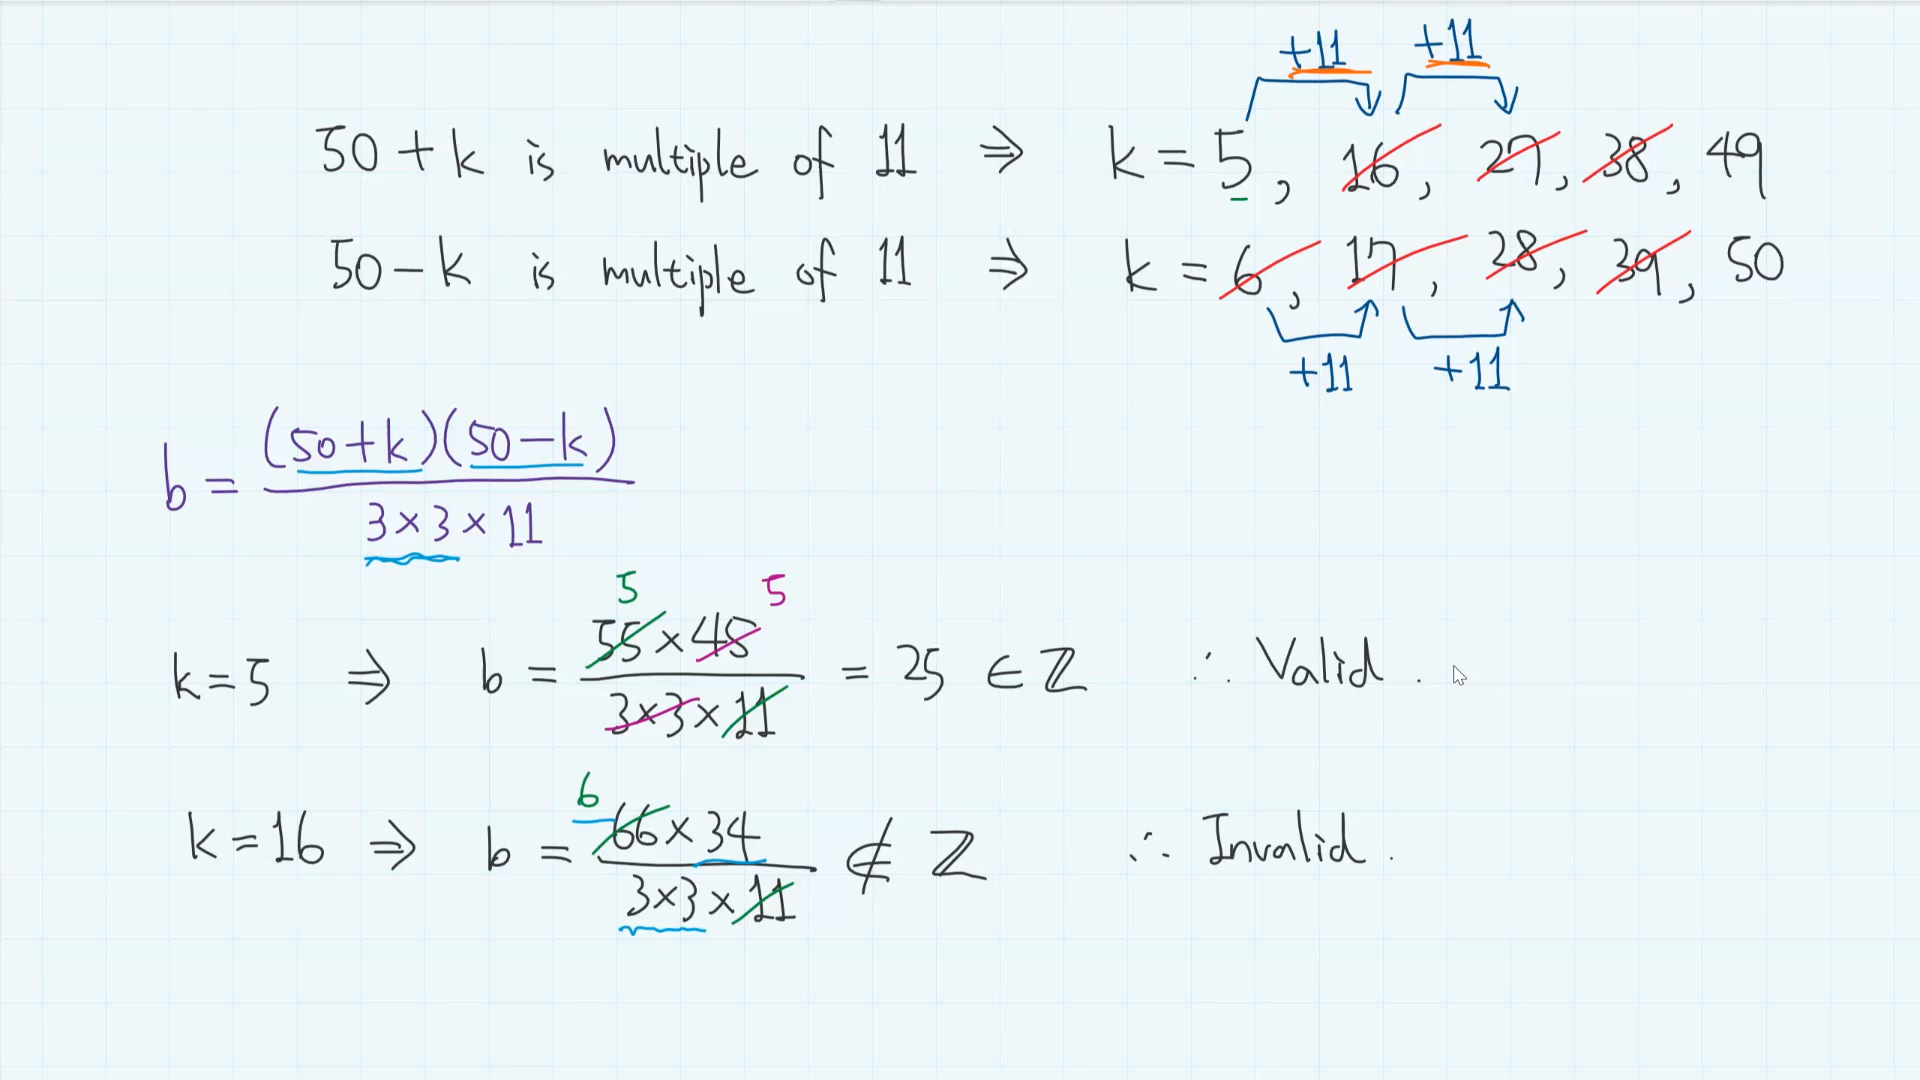 +11 +11
50 + k is multiple of 11 ⇒ k = 5, 16, 27, 38, 49
50 − k is multiple of 11 ⇒ k = 6, 17, 28, 39, 50
+11 +11
(50+k)(50−k)
b =
3 × 3 × 11
5 5
55 × 45
k = 5 ⇒ b = = 25 ∈ ℤ ∴ Valid .
3 × 3 × 11
6
66 × 34
k = 16 ⇒ b = ∉ ℤ ∴ Invalid .
3 × 3 × 11